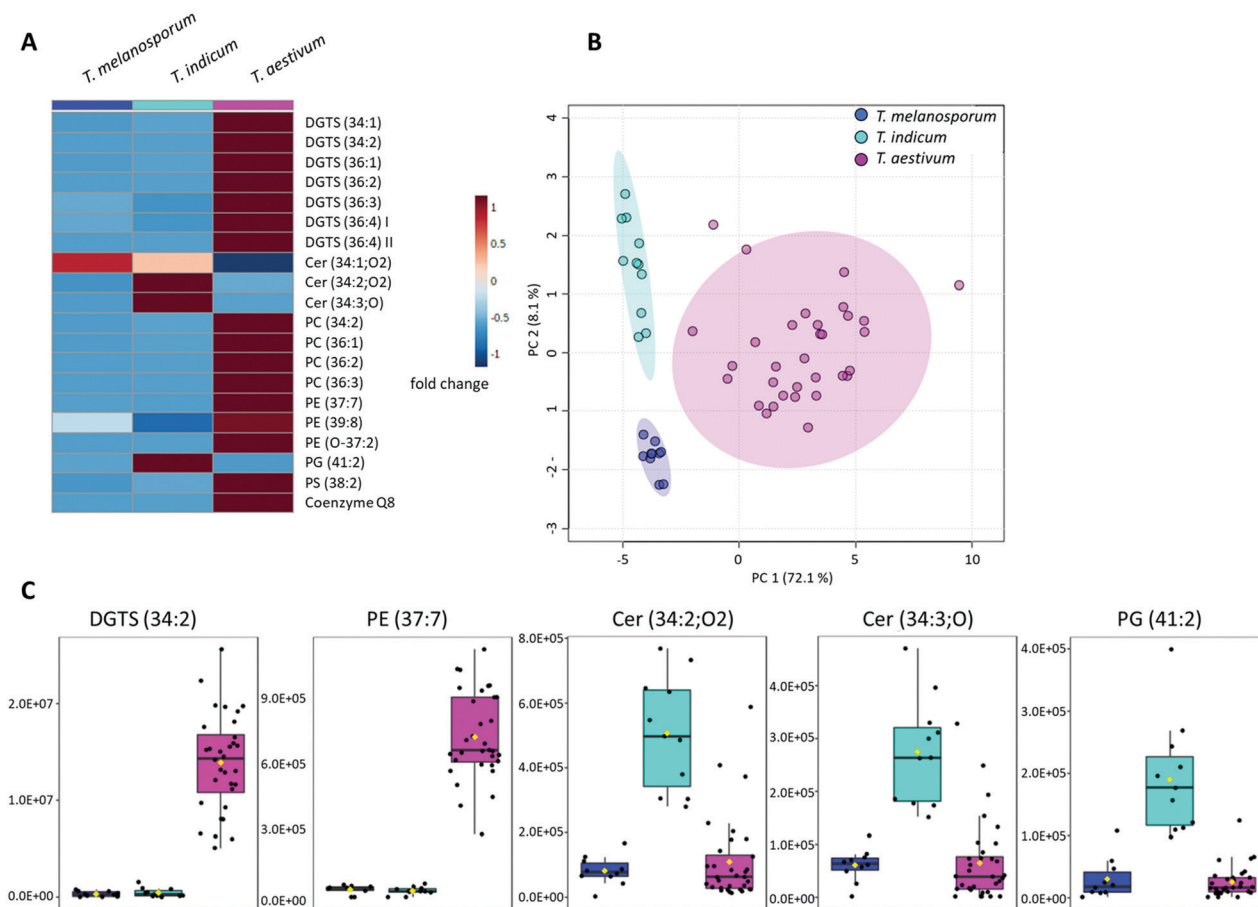 A
T. melanosporum
T. indicum
T. aestivum
DGTS (34:1)
DGTS (34:2)
DGTS (36:1)
DGTS (36:2)
DGTS (36:3)
DGTS (36:4) I
DGTS (36:4) II
Cer (34:1;O2)
Cer (34:2;O2)
Cer (34:3;O)
PC (34:2)
PC (36:1)
PC (36:2)
PC (36:3)
PE (37:7)
PE (39:8)
PE (O-37:2)
PG (41:2)
PS (38:2)
Coenzyme Q8
1
0.5
0
-0.5
-1
fold change
B
T. melanosporum
T. indicum
T. aestivum
PC 2 (8.1 %)
4
3
2
1
0
1
-2 -
-3
-5
0
5
10
PC 1 (72.1 %)
C
DGTS (34:2)
2.0E+07
1.0E+07
0.0E+00
PE (37:7)
9.0E+05
6.0E+05
3.0E+05
0.0E+00
Cer (34:2;O2)
8.0E+05
6.0E+05
4.0E+05
2.0E+05
0.0E+00
Cer (34:3;O)
4.0E+05
3.0E+05
2.0E+05
1.0E+05
0.0E+00
PG (41:2)
4.0E+05
3.0E+05
2.0E+05
1.0E+05
0.0E+00